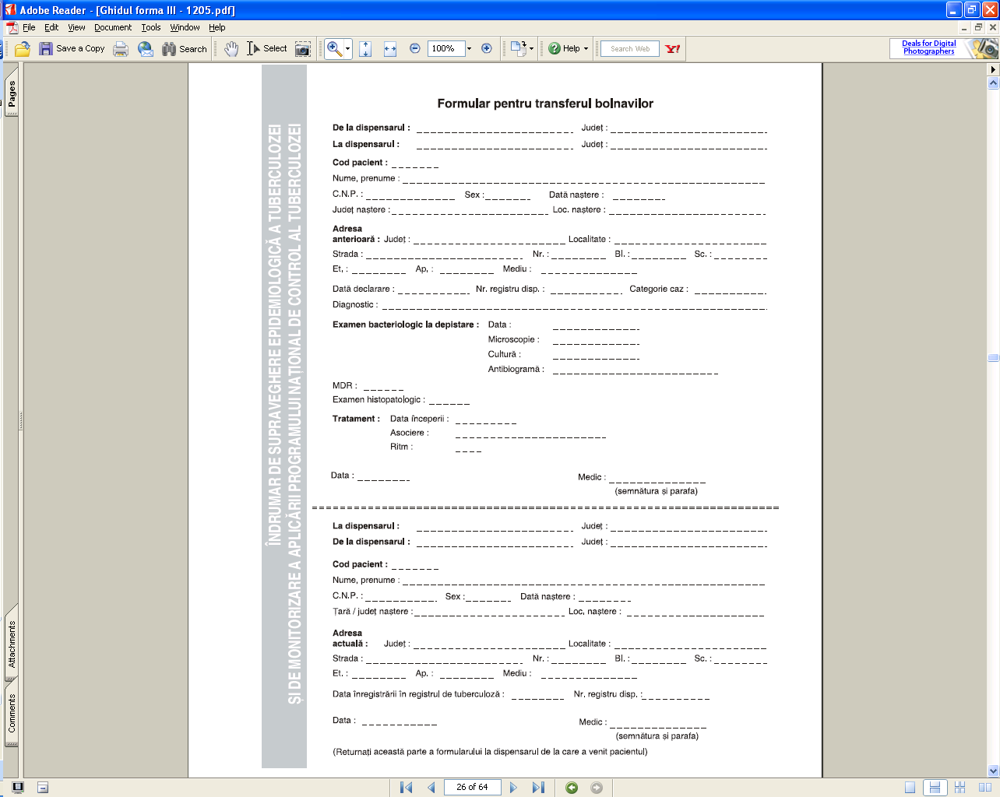 Adobe Reader - [Ghidul forma III - 1205.pdf]
File Edit View Document Tools Window Help
Save a Copy Search Select 100% Help Search Web Y!
Deals for Digital
Photographers
Pages
Attachments
Comments
ÎNDRUMAR DE SUPRAVEGHERE EPIDEMIOLOGICĂ A TUBERCULOZEI
ȘI DE MONITORIZARE A APLICĂRII PROGRAMULUI NAȚIONAL DE CONTROL AL TUBERCULOZEI
Formular pentru transferul bolnavilor
De la dispensarul : Județ :
La dispensarul : Județ :
Cod pacient :
Nume, prenume :
C.N.P. : Sex : Dată naștere :
Județ naștere : Loc. naștere :
Adresa
anterioară : Județ : Localitate :
Strada : Nr. : Bl. : Sc. :
Et. : Ap. : Mediu :
Dată declarare : Nr. registru disp. : Categorie caz :
Diagnostic :
Examen bacteriologic la depistare : Data :
Microscopie :
Cultură :
Antibiogramă :
MDR :
Examen histopatologic :
Tratament : Data începerii :
Asociere :
Ritm :
Data : Medic :
(semnătura și parafa)
La dispensarul : Județ :
De la dispensarul : Județ :
Cod pacient :
Nume, prenume :
C.N.P. : Sex : Dată naștere :
Țară / județ naștere : Loc. naștere :
Adresa
actuală : Județ : Localitate :
Strada : Nr. : Bl. : Sc. :
Et. : Ap. : Mediu :
Data înregistrării în registrul de tuberculoză : Nr. registru disp. :
Data : Medic :
(semnătura și parafa)
(Returnați această parte a formularului la dispensarul de la care a venit pacientul)
26 of 64